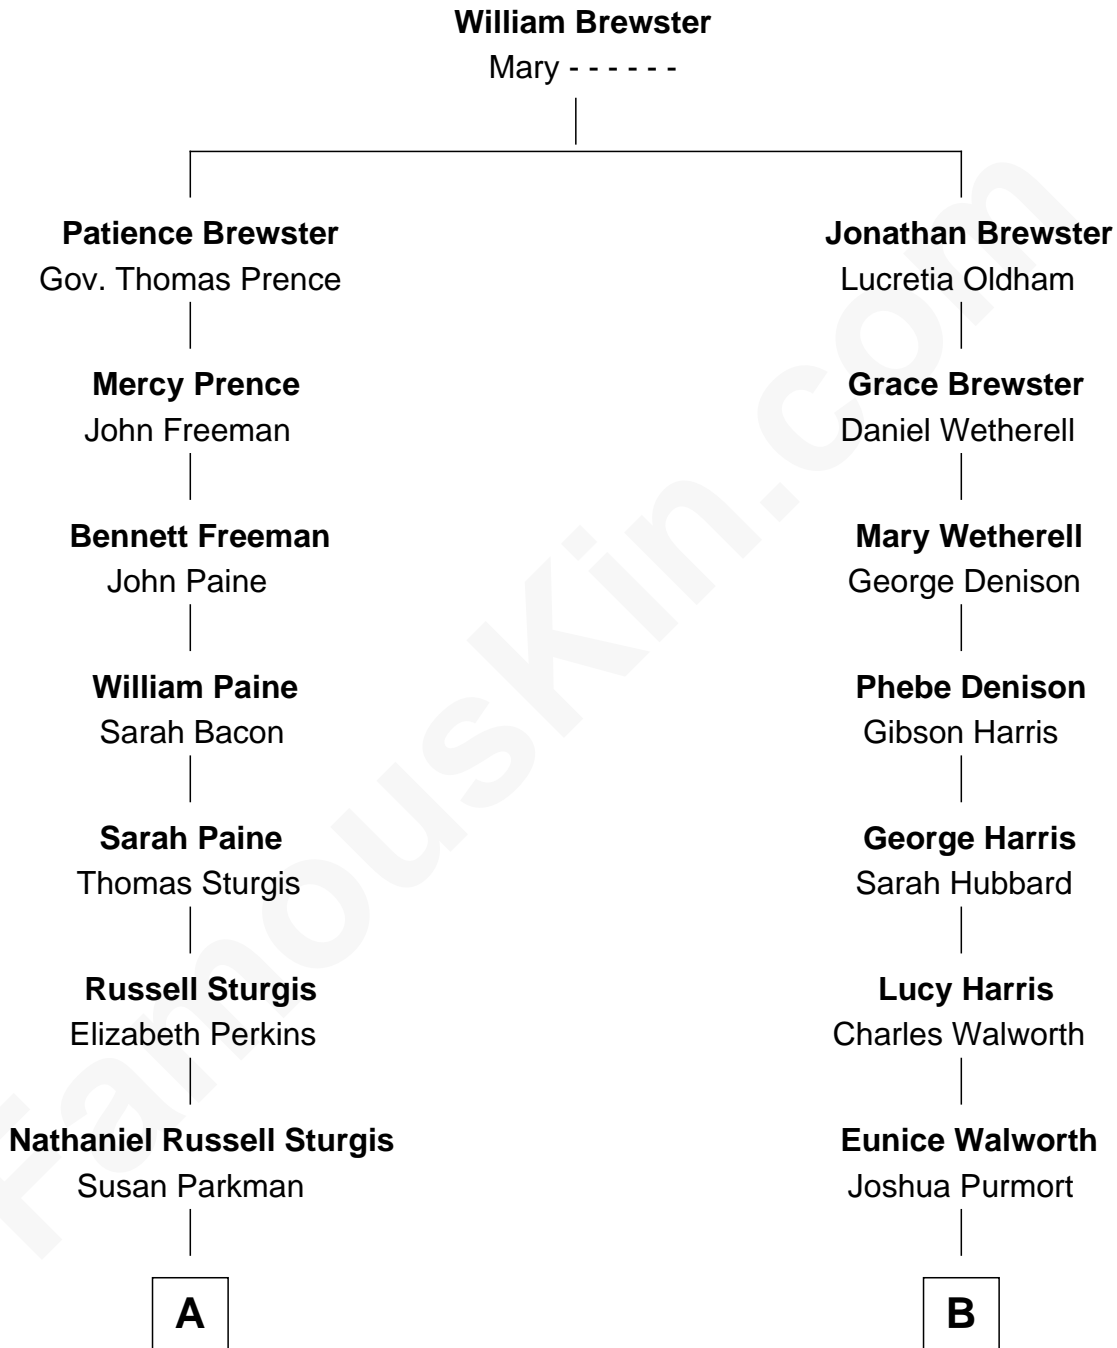 William Brewster
Mary - - - - - -
Patience Brewster
Gov. Thomas Prence
Jonathan Brewster
Lucretia Oldham
Mercy Prence
John Freeman
Grace Brewster
Daniel Wetherell
Bennett Freeman
John Paine
Mary Wetherell
George Denison
William Paine
Sarah Bacon
Phebe Denison
Gibson Harris
Sarah Paine
Thomas Sturgis
George Harris
Sarah Hubbard
Russell Sturgis
Elizabeth Perkins
Lucy Harris
Charles Walworth
Nathaniel Russell Sturgis
Susan Parkman
Eunice Walworth
Joshua Purmort
A
B
FamousKin.com